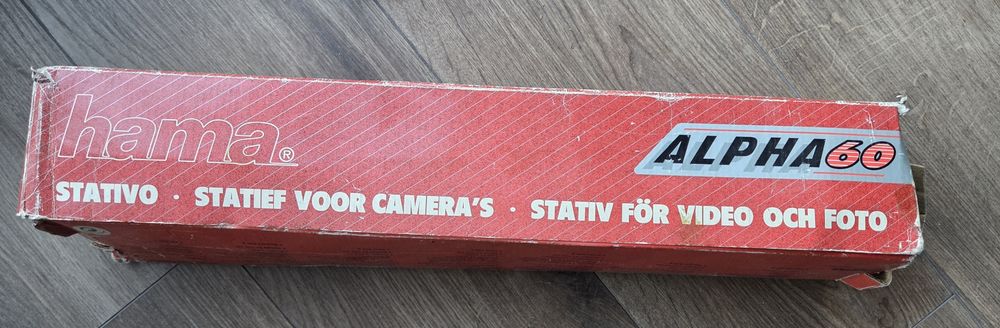 hama®
ALPHA60
STATIVO · STATIEF VOOR CAMERA'S · STATIV FÖR VIDEO OCH FOTO